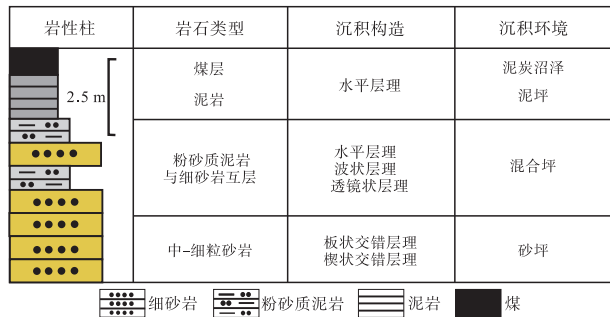 岩性柱 岩石类型 沉积构造 沉积环境
2.5 m
煤层
泥岩
水平层理
泥炭沼泽
泥坪
粉砂质泥岩
与细砂岩互层
水平层理
波状层理
透镜状层理
混合坪
中-细粒砂岩
板状交错层理
楔状交错层理
砂坪
细砂岩 粉砂质泥岩 泥岩 煤